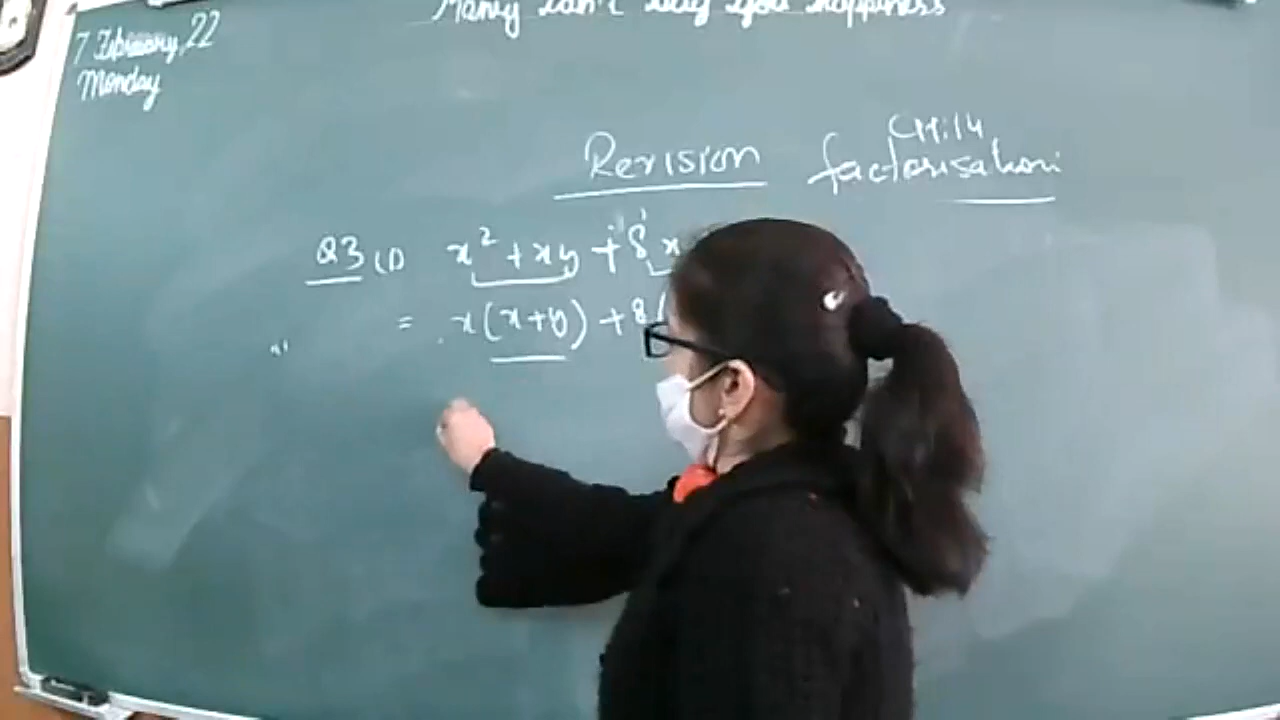 Money can't buy you happiness
7 February, 22
Monday
CH:14
Revision factorisation
Q3 (i) x² + xy + 8x
= x(x+y) + 8(